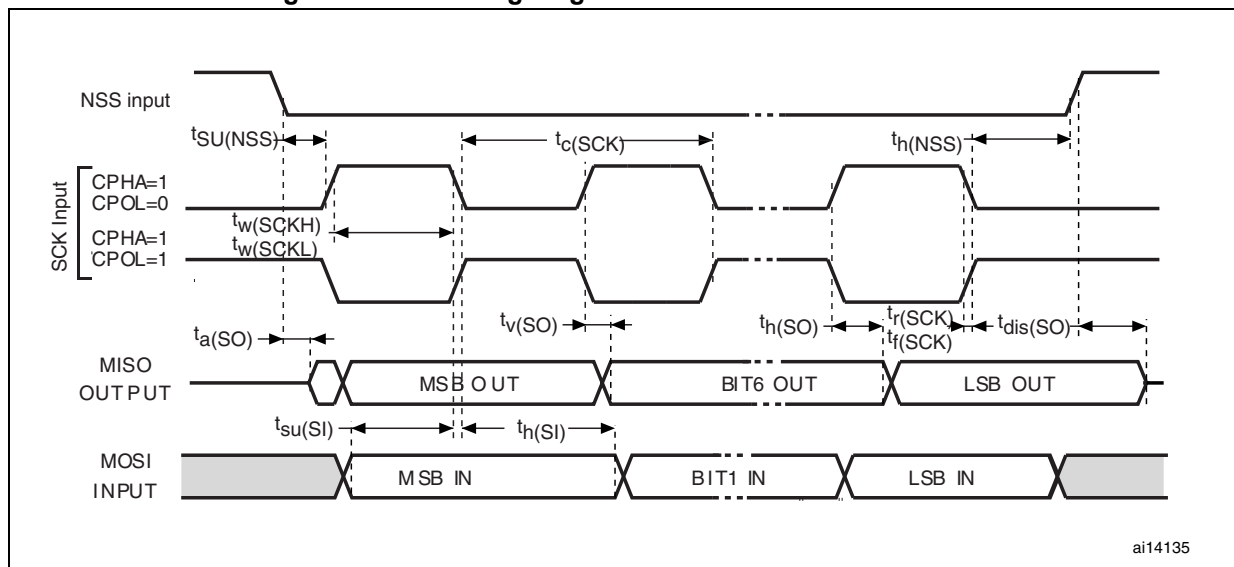 NSS input
tSU(NSS)
tc(SCK)
th(NSS)
SCK Input
CPHA=1
CPOL=0
tw(SCKH)
CPHA=1
tw(SCKL)
CPOL=1
ta(SO)
tv(SO)
th(SO)
tr(SCK)
tf(SCK)
tdis(SO)
MISO
OUTPUT
MSB OUT
BIT6 OUT
LSB OUT
tsu(SI)
th(SI)
MOSI
INPUT
MSB IN
BIT1 IN
LSB IN
ai14135